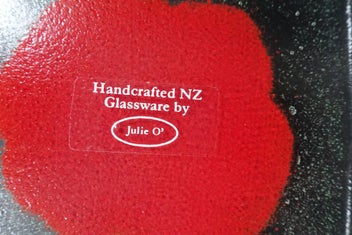 Handcrafted NZ
Glassware by
Julie O'